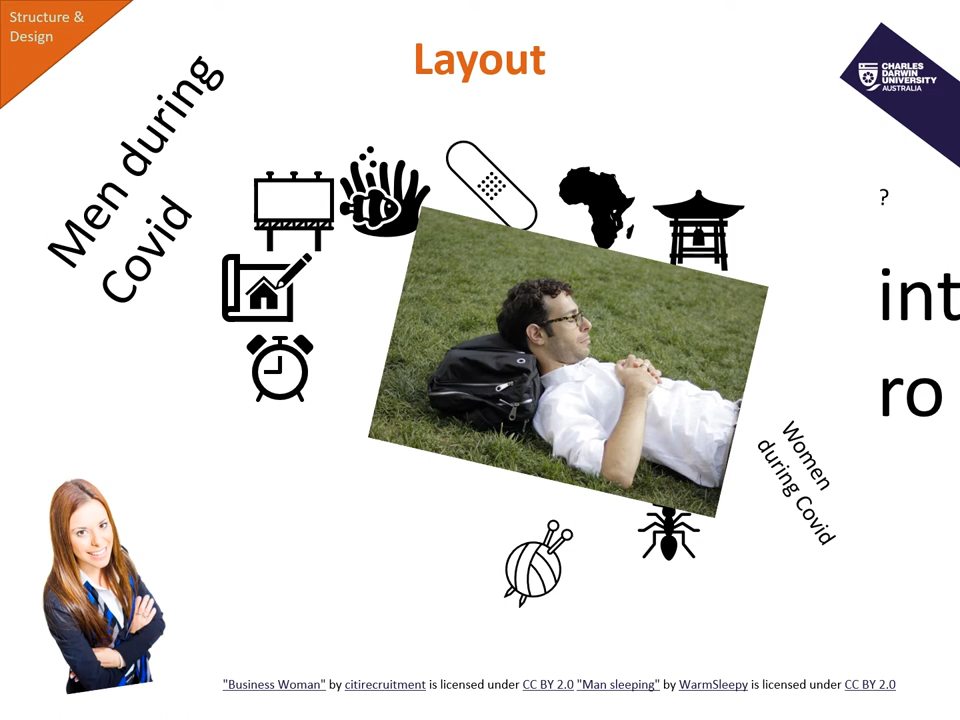 Structure &
Design
Layout
CHARLES
DARWIN
UNIVERSITY
AUSTRALIA
Men during
Covid
?
int
ro
Women
during Covid
"Business Woman" by citirecruitment is licensed under CC BY 2.0 "Man sleeping" by WarmSleepy is licensed under CC BY 2.0